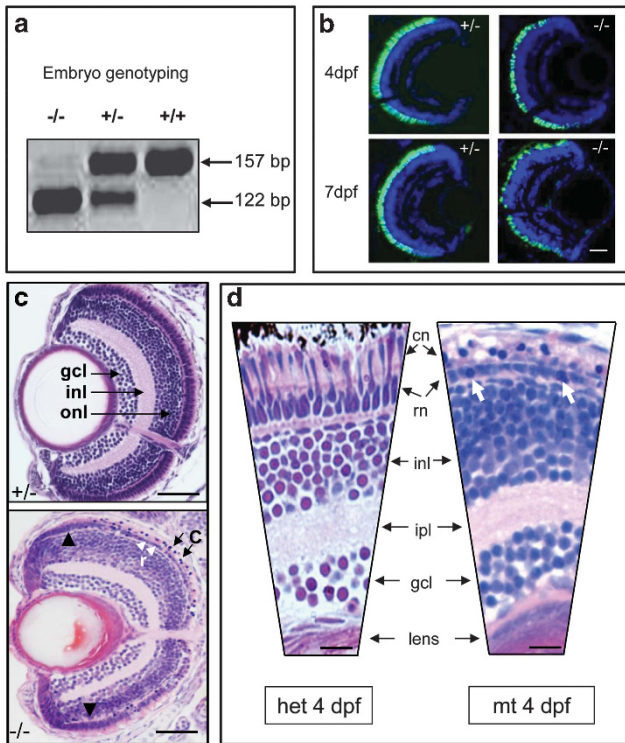 a
Embryo genotyping
-/- +/- +/+
157 bp
122 bp
b
4dpf
+/- -/-
7dpf
+/- -/-
c
gcl
inl
onl
+/-
C
r
-/-
d
cn
rn
inl
ipl
gcl
lens
het 4 dpf mt 4 dpf